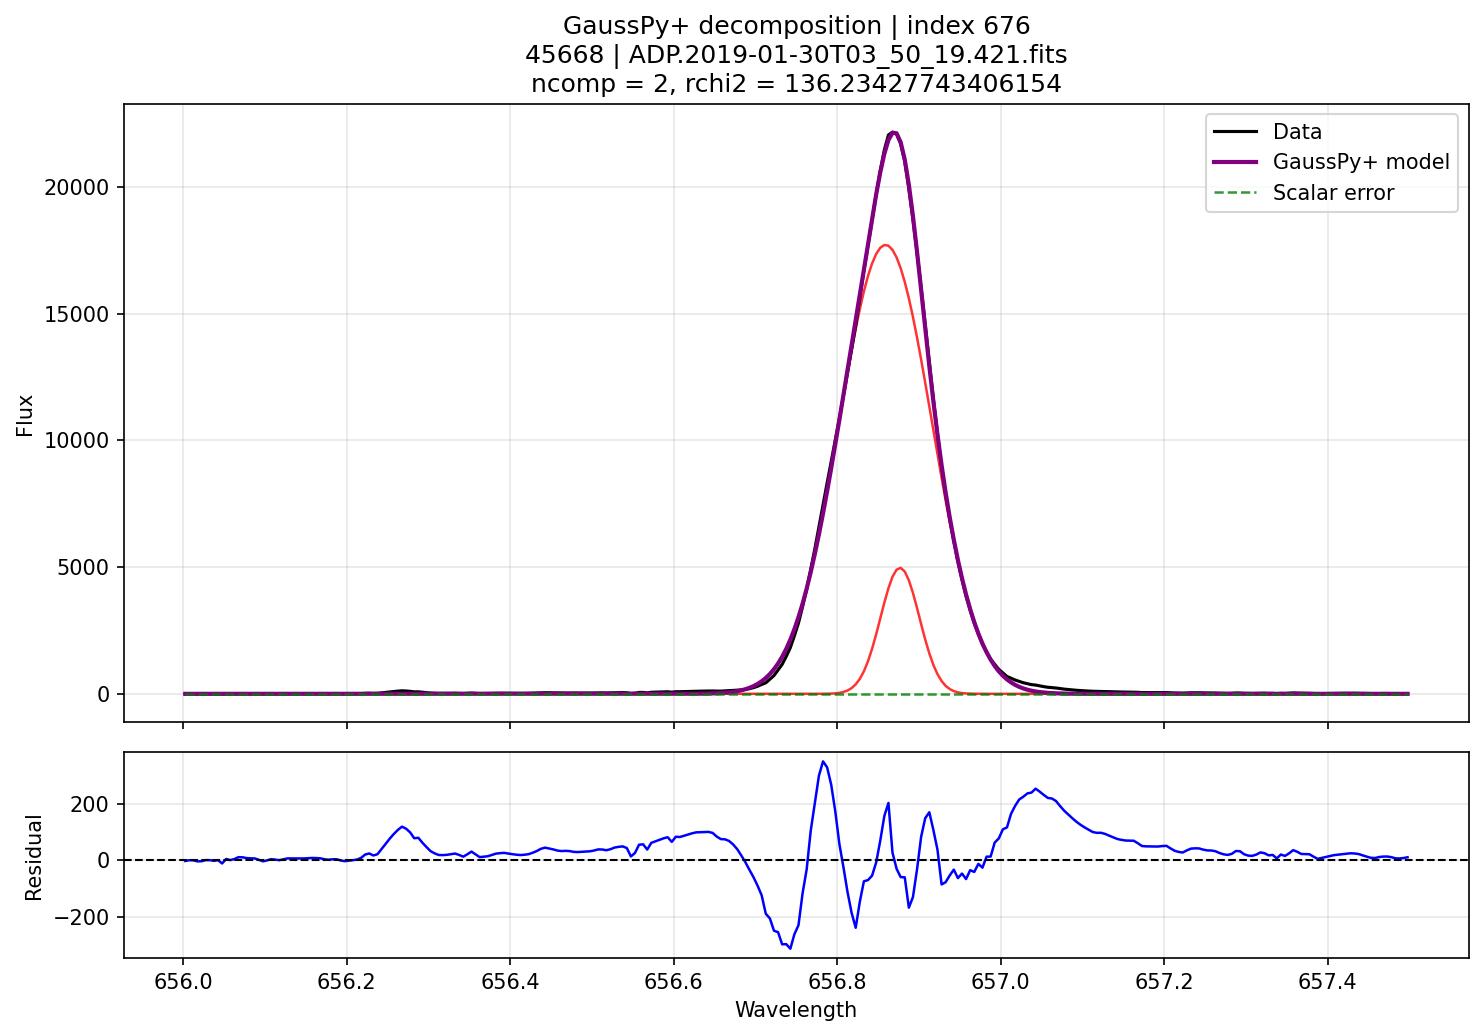 GaussPy+ decomposition | index 676
45668 | ADP.2019-01-30T03_50_19.421.fits
ncomp = 2, rchi2 = 136.23427743406154
Data
GaussPy+ model
Scalar error
Flux
20000
15000
10000
5000
0
Residual
200
0
−200
656.0 656.2 656.4 656.6 656.8 657.0 657.2 657.4
Wavelength